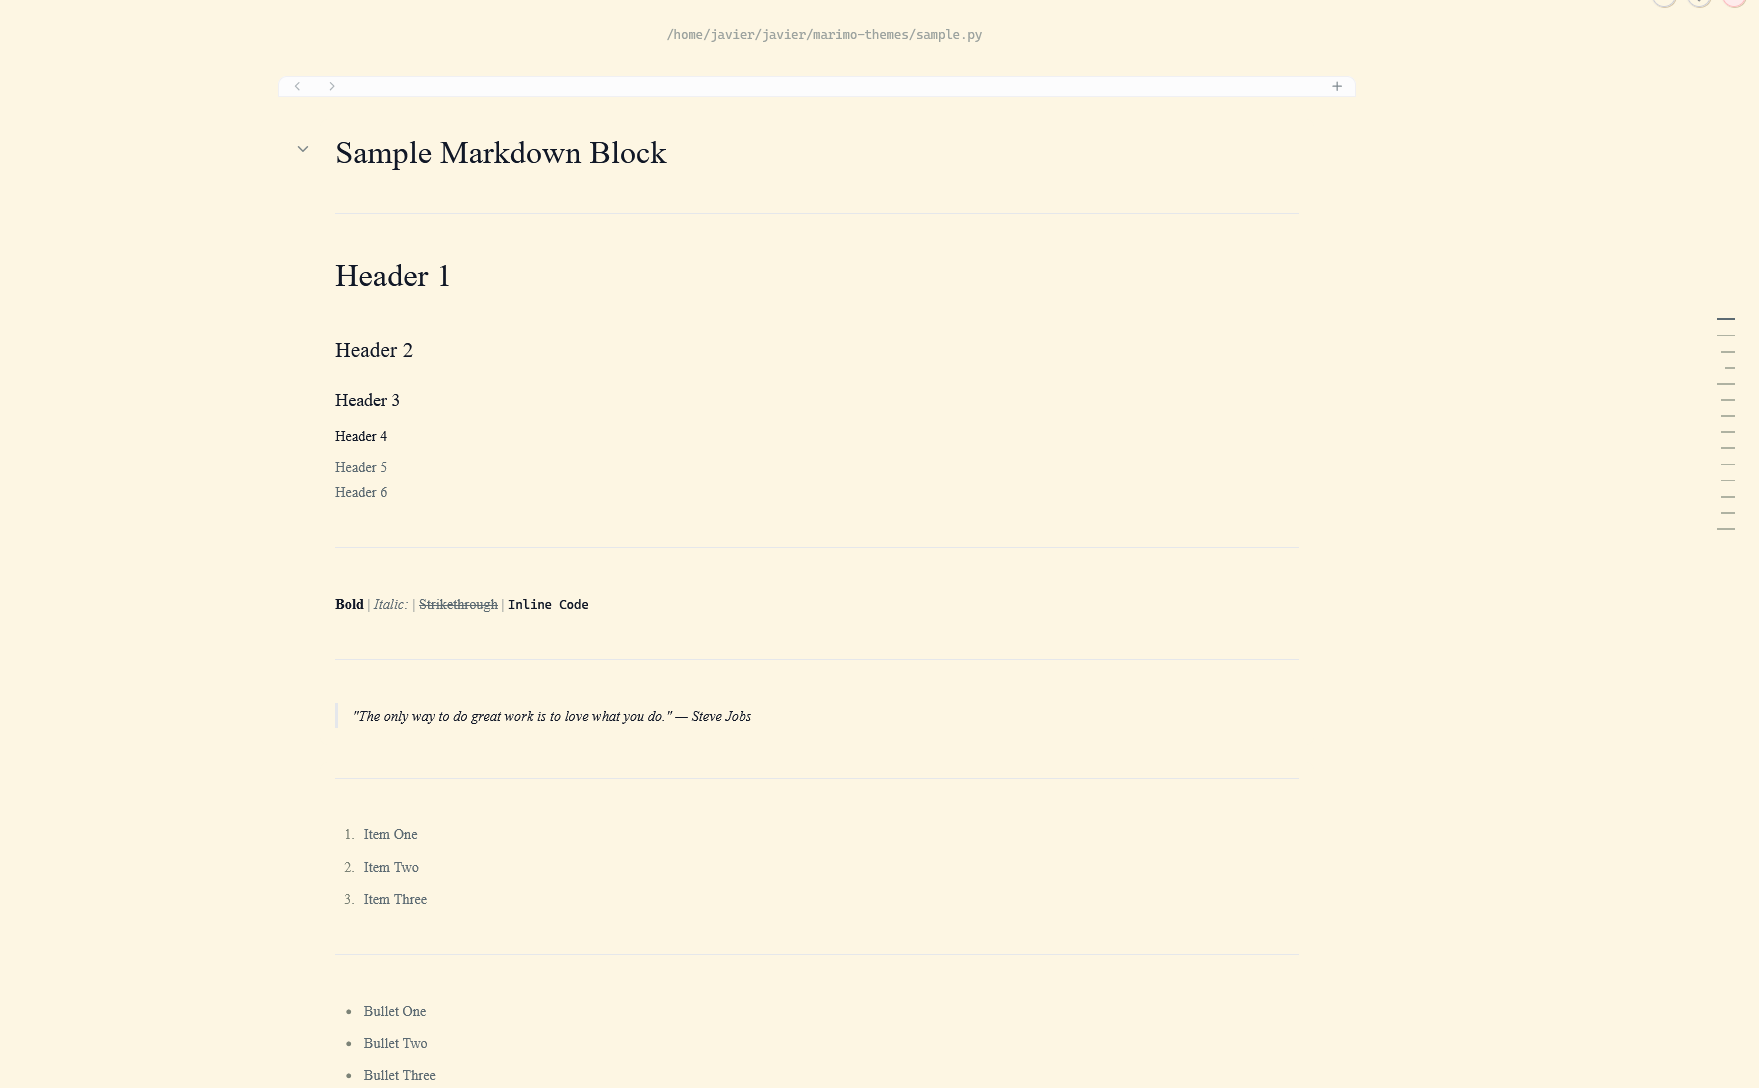 /home/javier/javier/marimo-themes/sample.py
Sample Markdown Block
Header 1
Header 2
Header 3
Header 4
Header 5
Header 6
Bold | Italic: | Strikethrough | Inline Code
"The only way to do great work is to love what you do." — Steve Jobs
1. Item One
2. Item Two
3. Item Three
• Bullet One
• Bullet Two
• Bullet Three